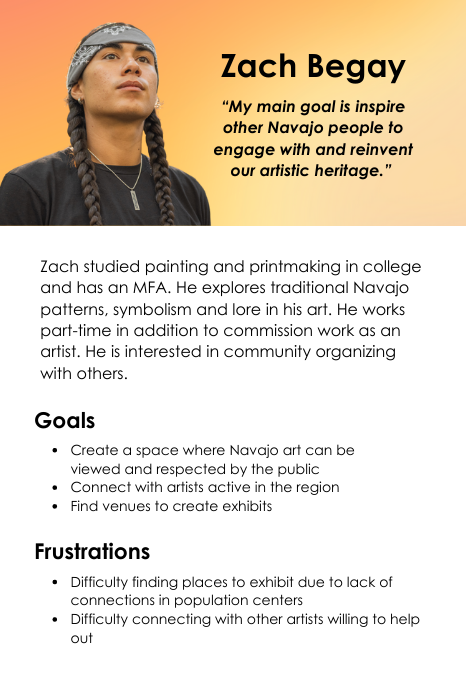 Zach Begay
“My main goal is inspire
other Navajo people to
engage with and reinvent
our artistic heritage.”
Zach studied painting and printmaking in college
and has an MFA. He explores traditional Navajo
patterns, symbolism and lore in his art. He works
part-time in addition to commission work as an
artist. He is interested in community organizing
with others.
Goals
• Create a space where Navajo art can be
viewed and respected by the public
• Connect with artists active in the region
• Find venues to create exhibits
Frustrations
• Difficulty finding places to exhibit due to lack of
connections in population centers
• Difficulty connecting with other artists willing to help
out